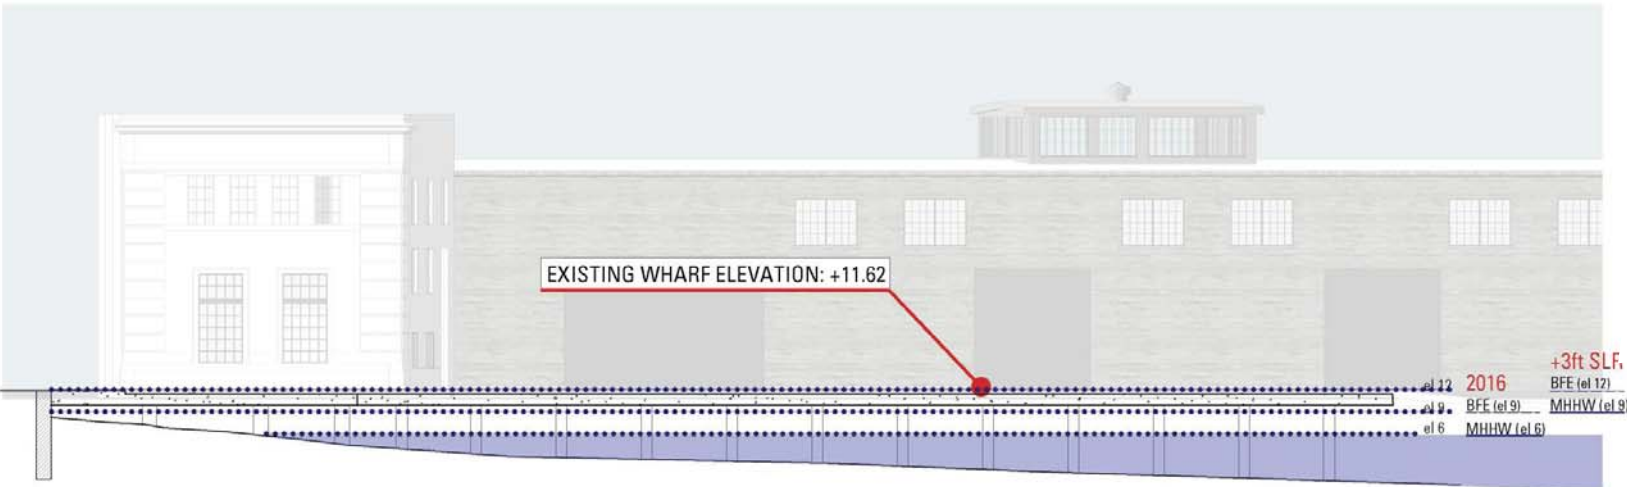 EXISTING WHARF ELEVATION: +11.62
+3ft SLR
el 12 2016 BFE (el 12)
el 9 BFE (el 9) MHHW (el 9)
el 6 MHHW (el 6)